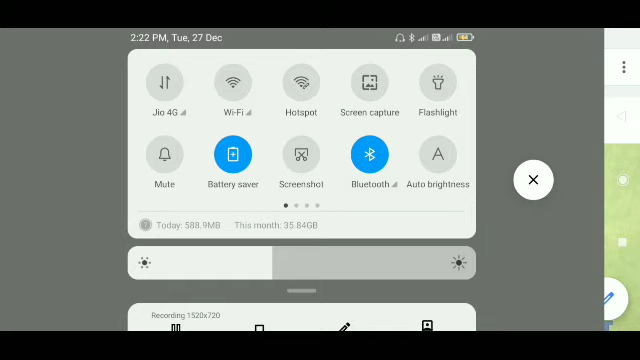 2:22 PM, Tue, 27 Dec
Jio 4G Wi-Fi Hotspot Screen capture Flashlight
Mute Battery saver Screenshot Bluetooth Auto brightness
Today: 588.9MB This month: 35.84GB
Recording 1520x720